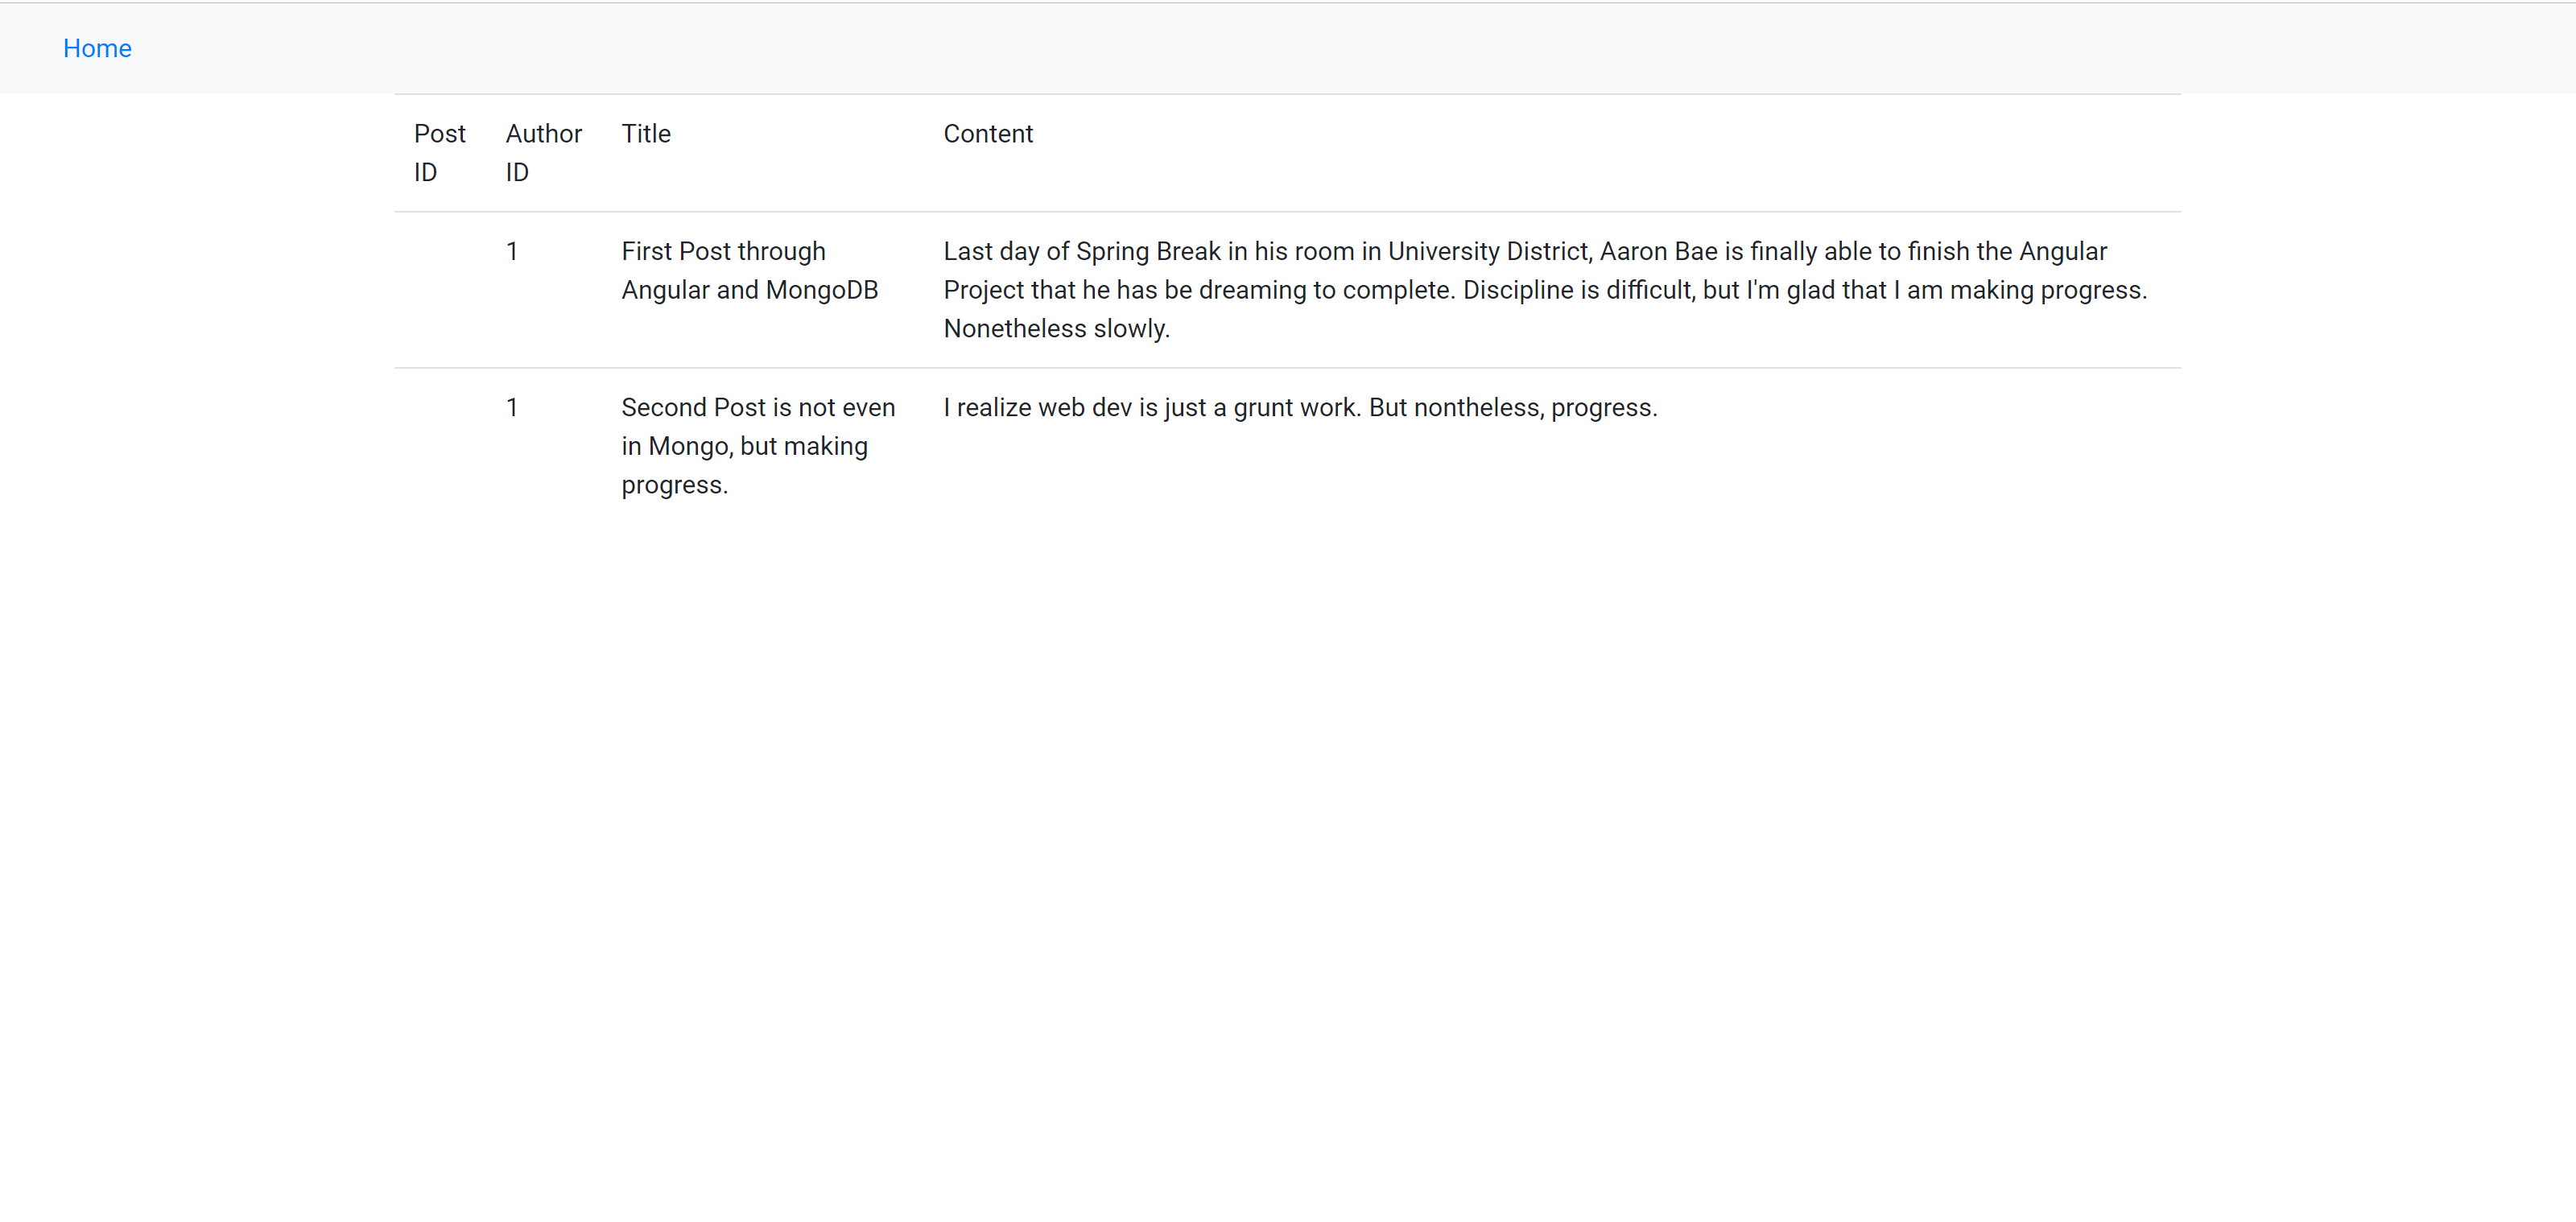 Home
Post Author Title Content
ID ID
1 First Post through Last day of Spring Break in his room in University District, Aaron Bae is finally able to finish the Angular
Angular and MongoDB Project that he has be dreaming to complete. Discipline is difficult, but I'm glad that I am making progress.
Nonetheless slowly.
1 Second Post is not even I realize web dev is just a grunt work. But nontheless, progress.
in Mongo, but making
progress.